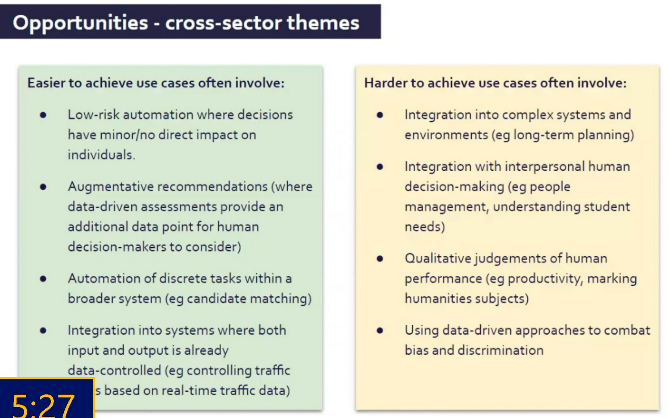 Opportunities - cross-sector themes
Easier to achieve use cases often involve:
● Low-risk automation where decisions
have minor/no direct impact on
individuals.
● Augmentative recommendations (where
data-driven assessments provide an
additional data point for human
decision-makers to consider)
● Automation of discrete tasks within a
broader system (eg candidate matching)
● Integration into systems where both
input and output is already
data-controlled (eg controlling traffic
based on real-time traffic data)
Harder to achieve use cases often involve:
● Integration into complex systems and
environments (eg long-term planning)
● Integration with interpersonal human
decision-making (eg people
management, understanding student
needs)
● Qualitative judgements of human
performance (eg productivity, marking
humanities subjects)
● Using data-driven approaches to combat
bias and discrimination
5:27